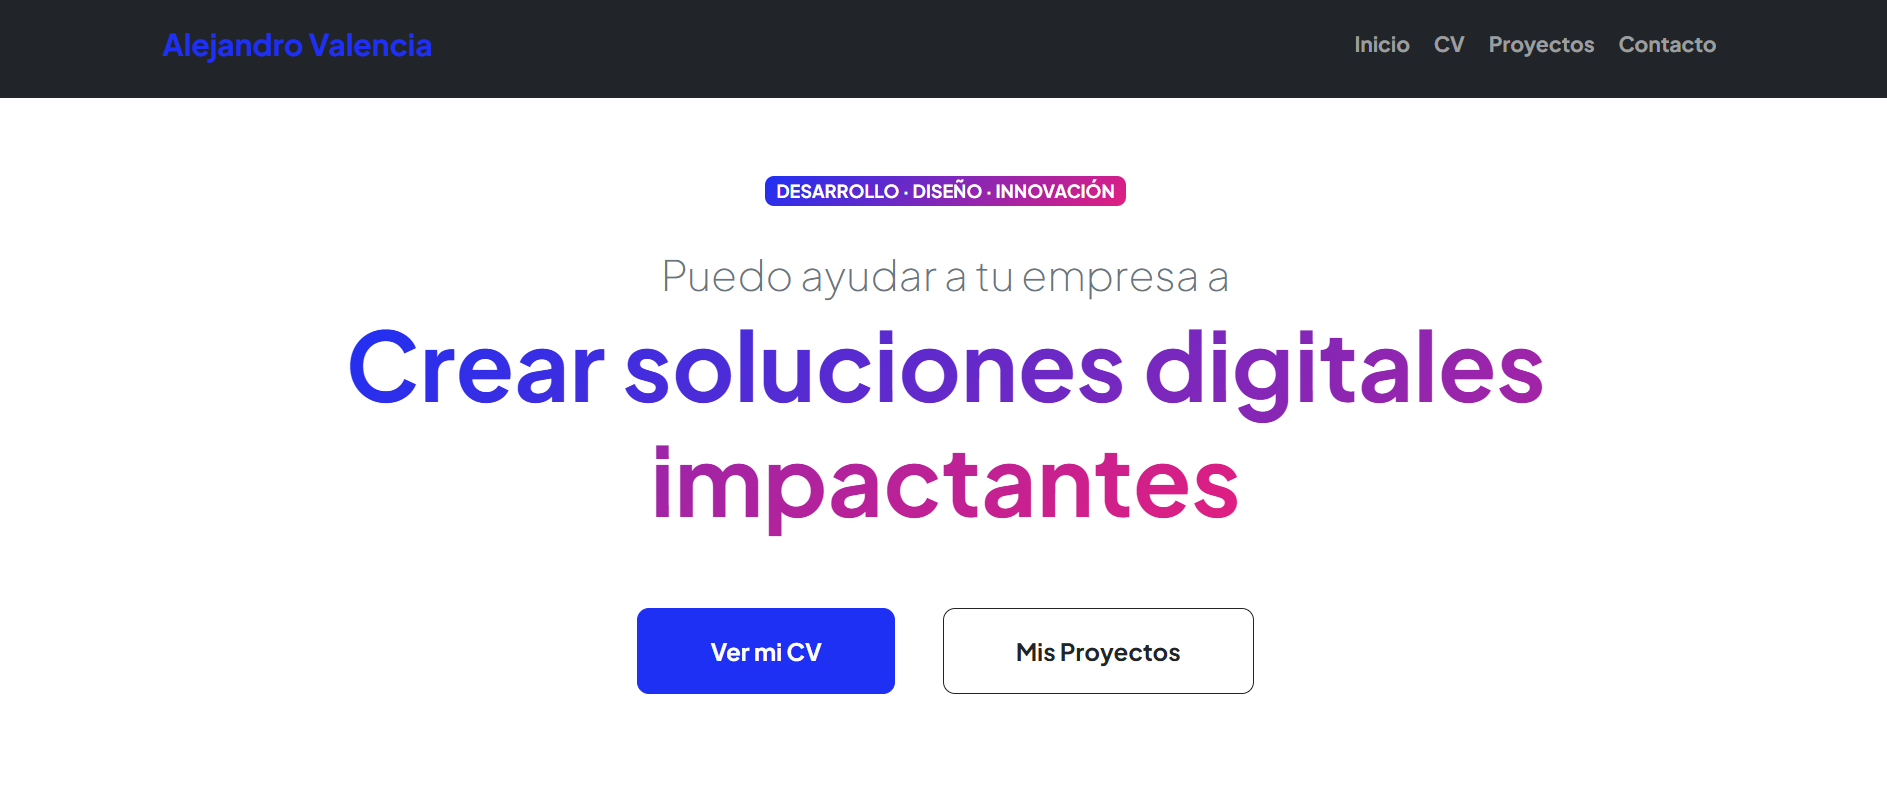 Alejandro Valencia
Inicio CV Proyectos Contacto
DESARROLLO · DISEÑO · INNOVACIÓN
Puedo ayudar a tu empresa a
Crear soluciones digitales
impactantes
Ver mi CV
Mis Proyectos